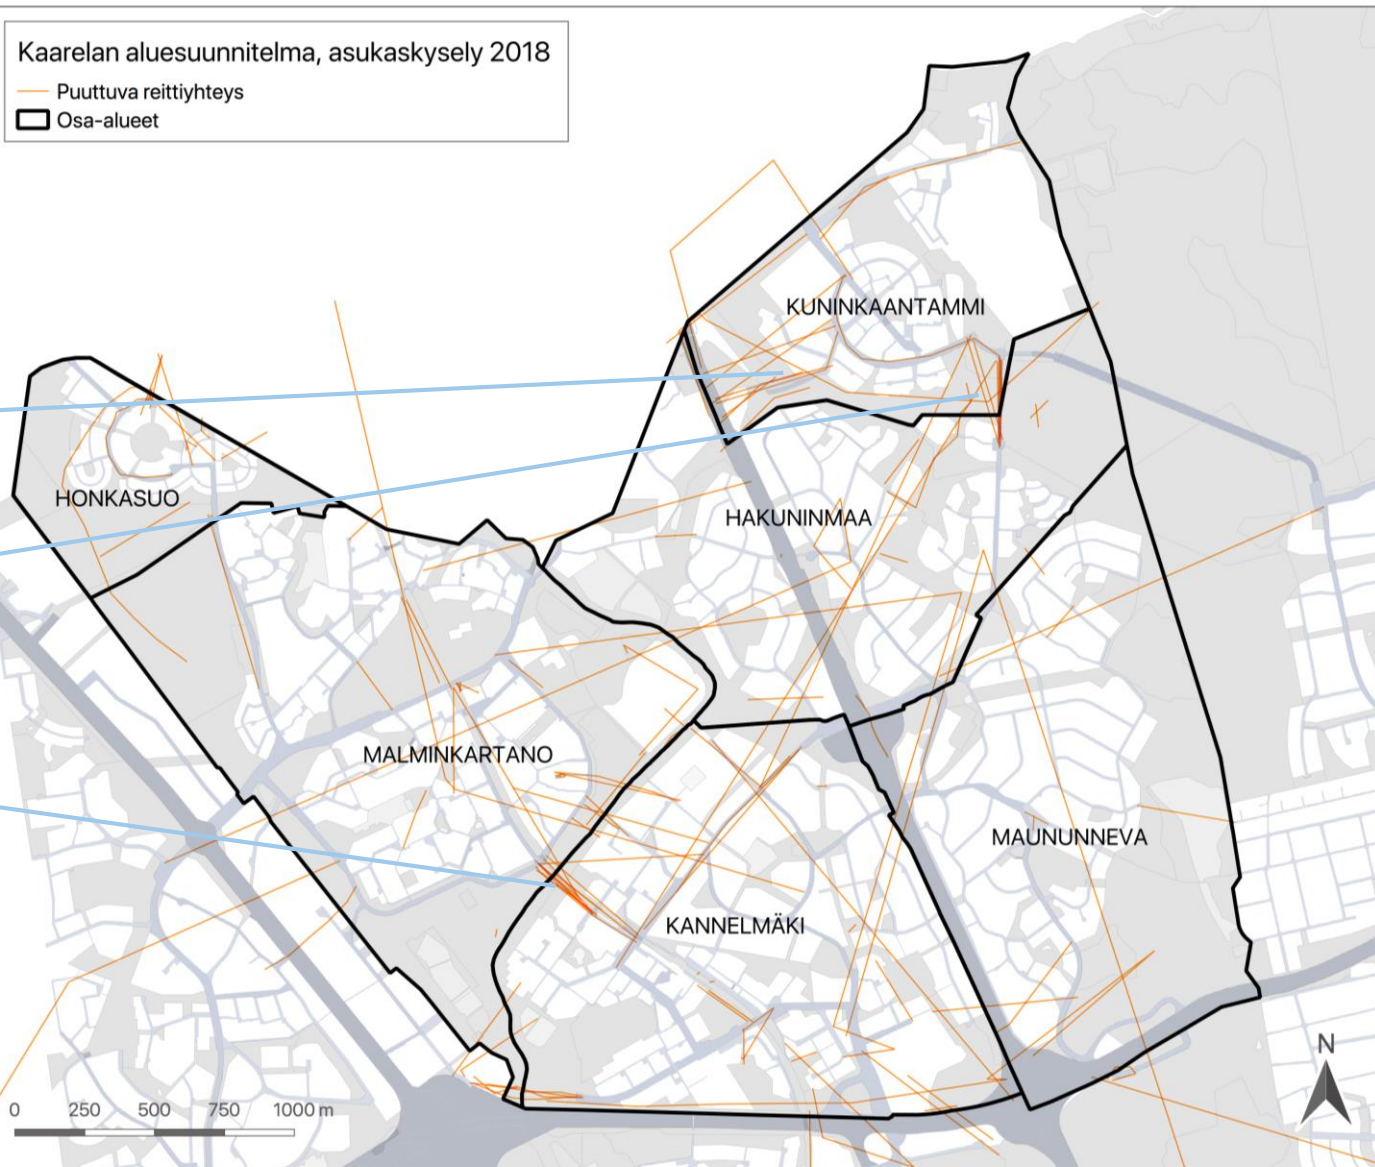 Kaarelan aluesuunnitelma, asukaskysely 2018
Puuttuva reittiyhteys
Osa-alueet
KUNINKAANTAMMI
HONKASUO
HAKUNINMAA
MALMINKARTANO
MAUNUNNEVA
KANNELMÄKI
N
0 250 500 750 1000 m